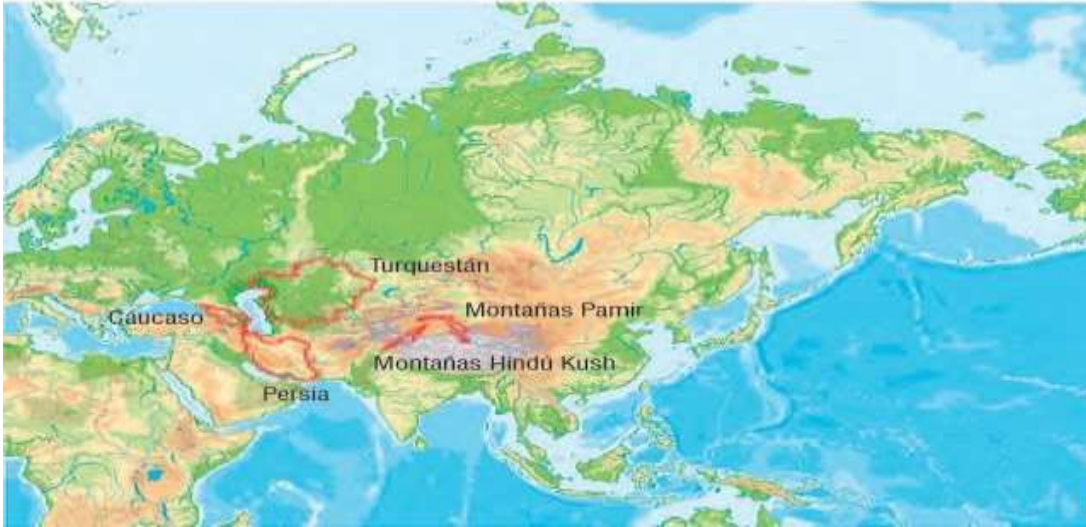 Turquestán
Montañas Pamir
Cáucaso
Montañas Hindú Kush
Persia